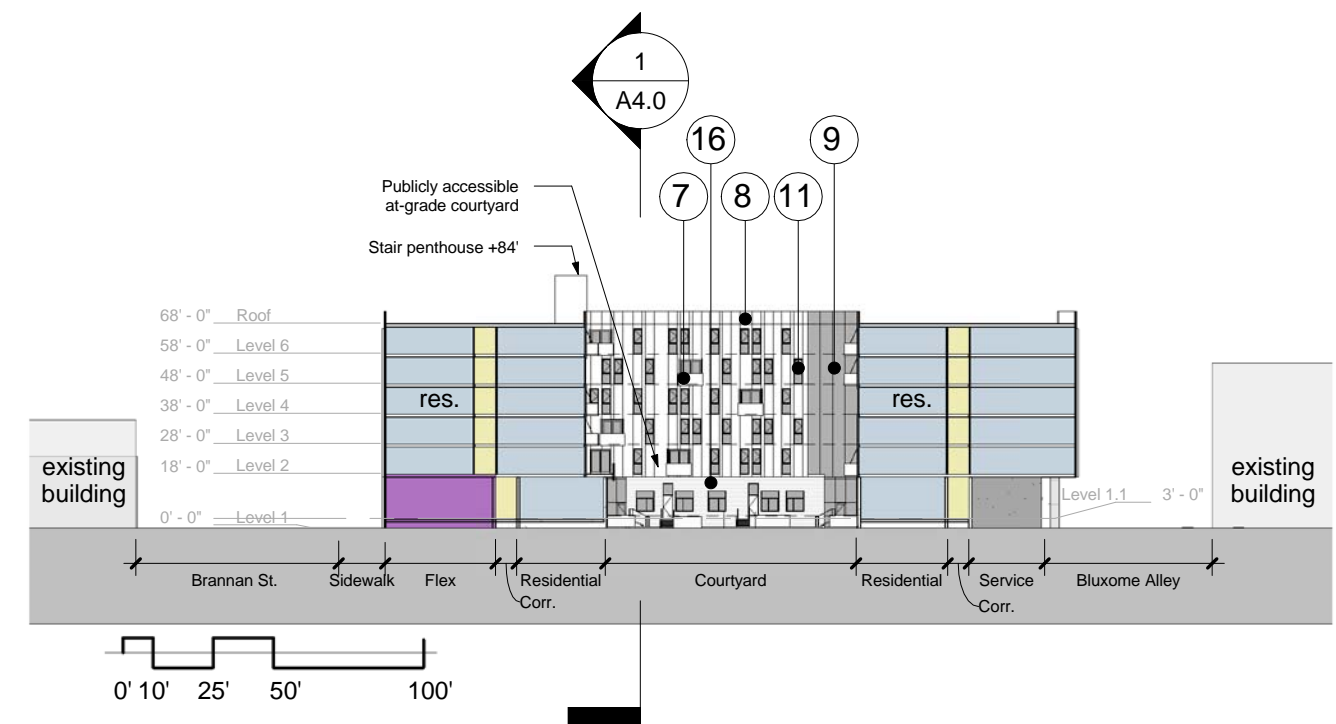 1
A4.0
16
9
7
8
11
Publicly accessible
at-grade courtyard
Stair penthouse +84'
68' - 0" Roof
58' - 0" Level 6
48' - 0" Level 5
38' - 0" Level 4
28' - 0" Level 3
18' - 0" Level 2
0' - 0" Level 1
res.
res.
existing
building
existing
building
Level 1.1 3' - 0"
Brannan St.
Sidewalk
Flex
Corr.
Residential
Courtyard
Residential
Corr.
Service
Bluxome Alley
0' 10' 25' 50' 100'